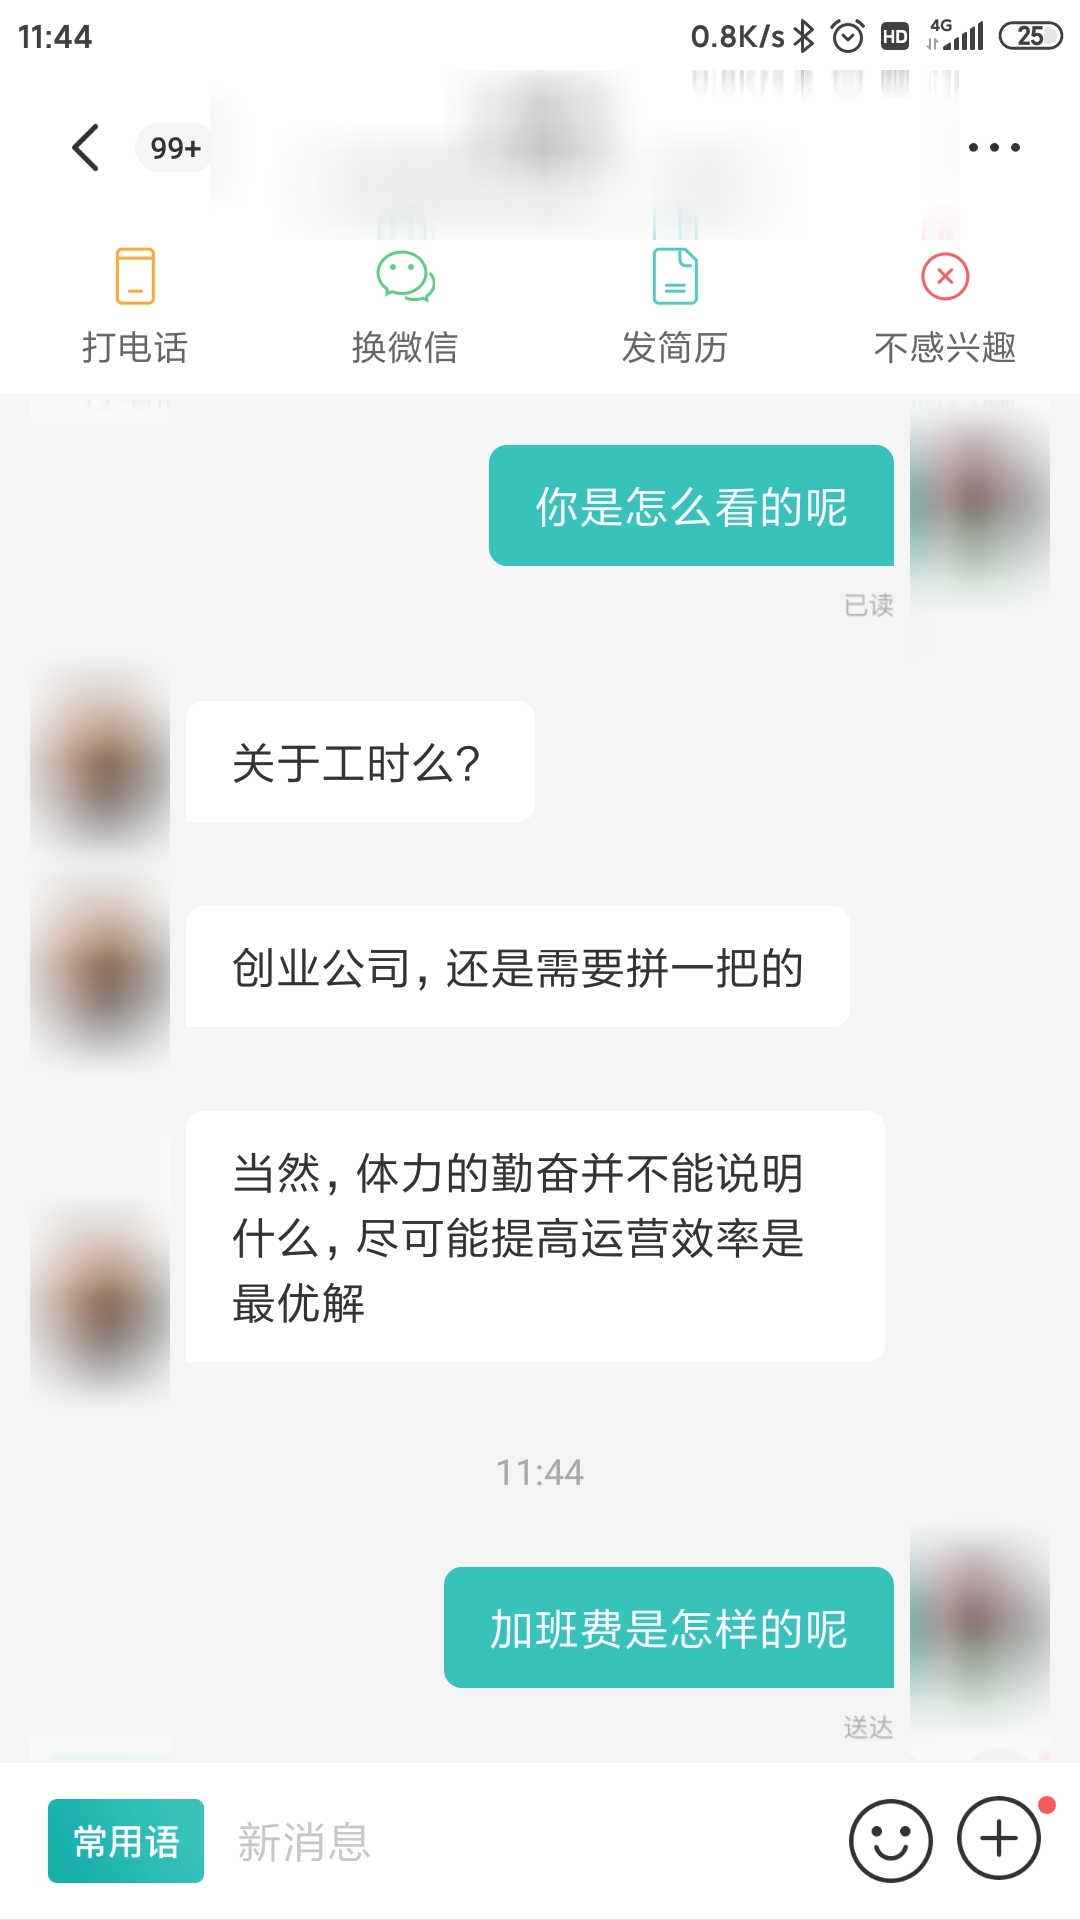 11:44
0.8K/s
HD
4G
25
99+
打电话
换微信
发简历
不感兴趣
你是怎么看的呢
已读
关于工时么?
创业公司，还是需要拼一把的
当然，体力的勤奋并不能说明
什么，尽可能提高运营效率是
最优解
11:44
加班费是怎样的呢
送达
常用语
新消息